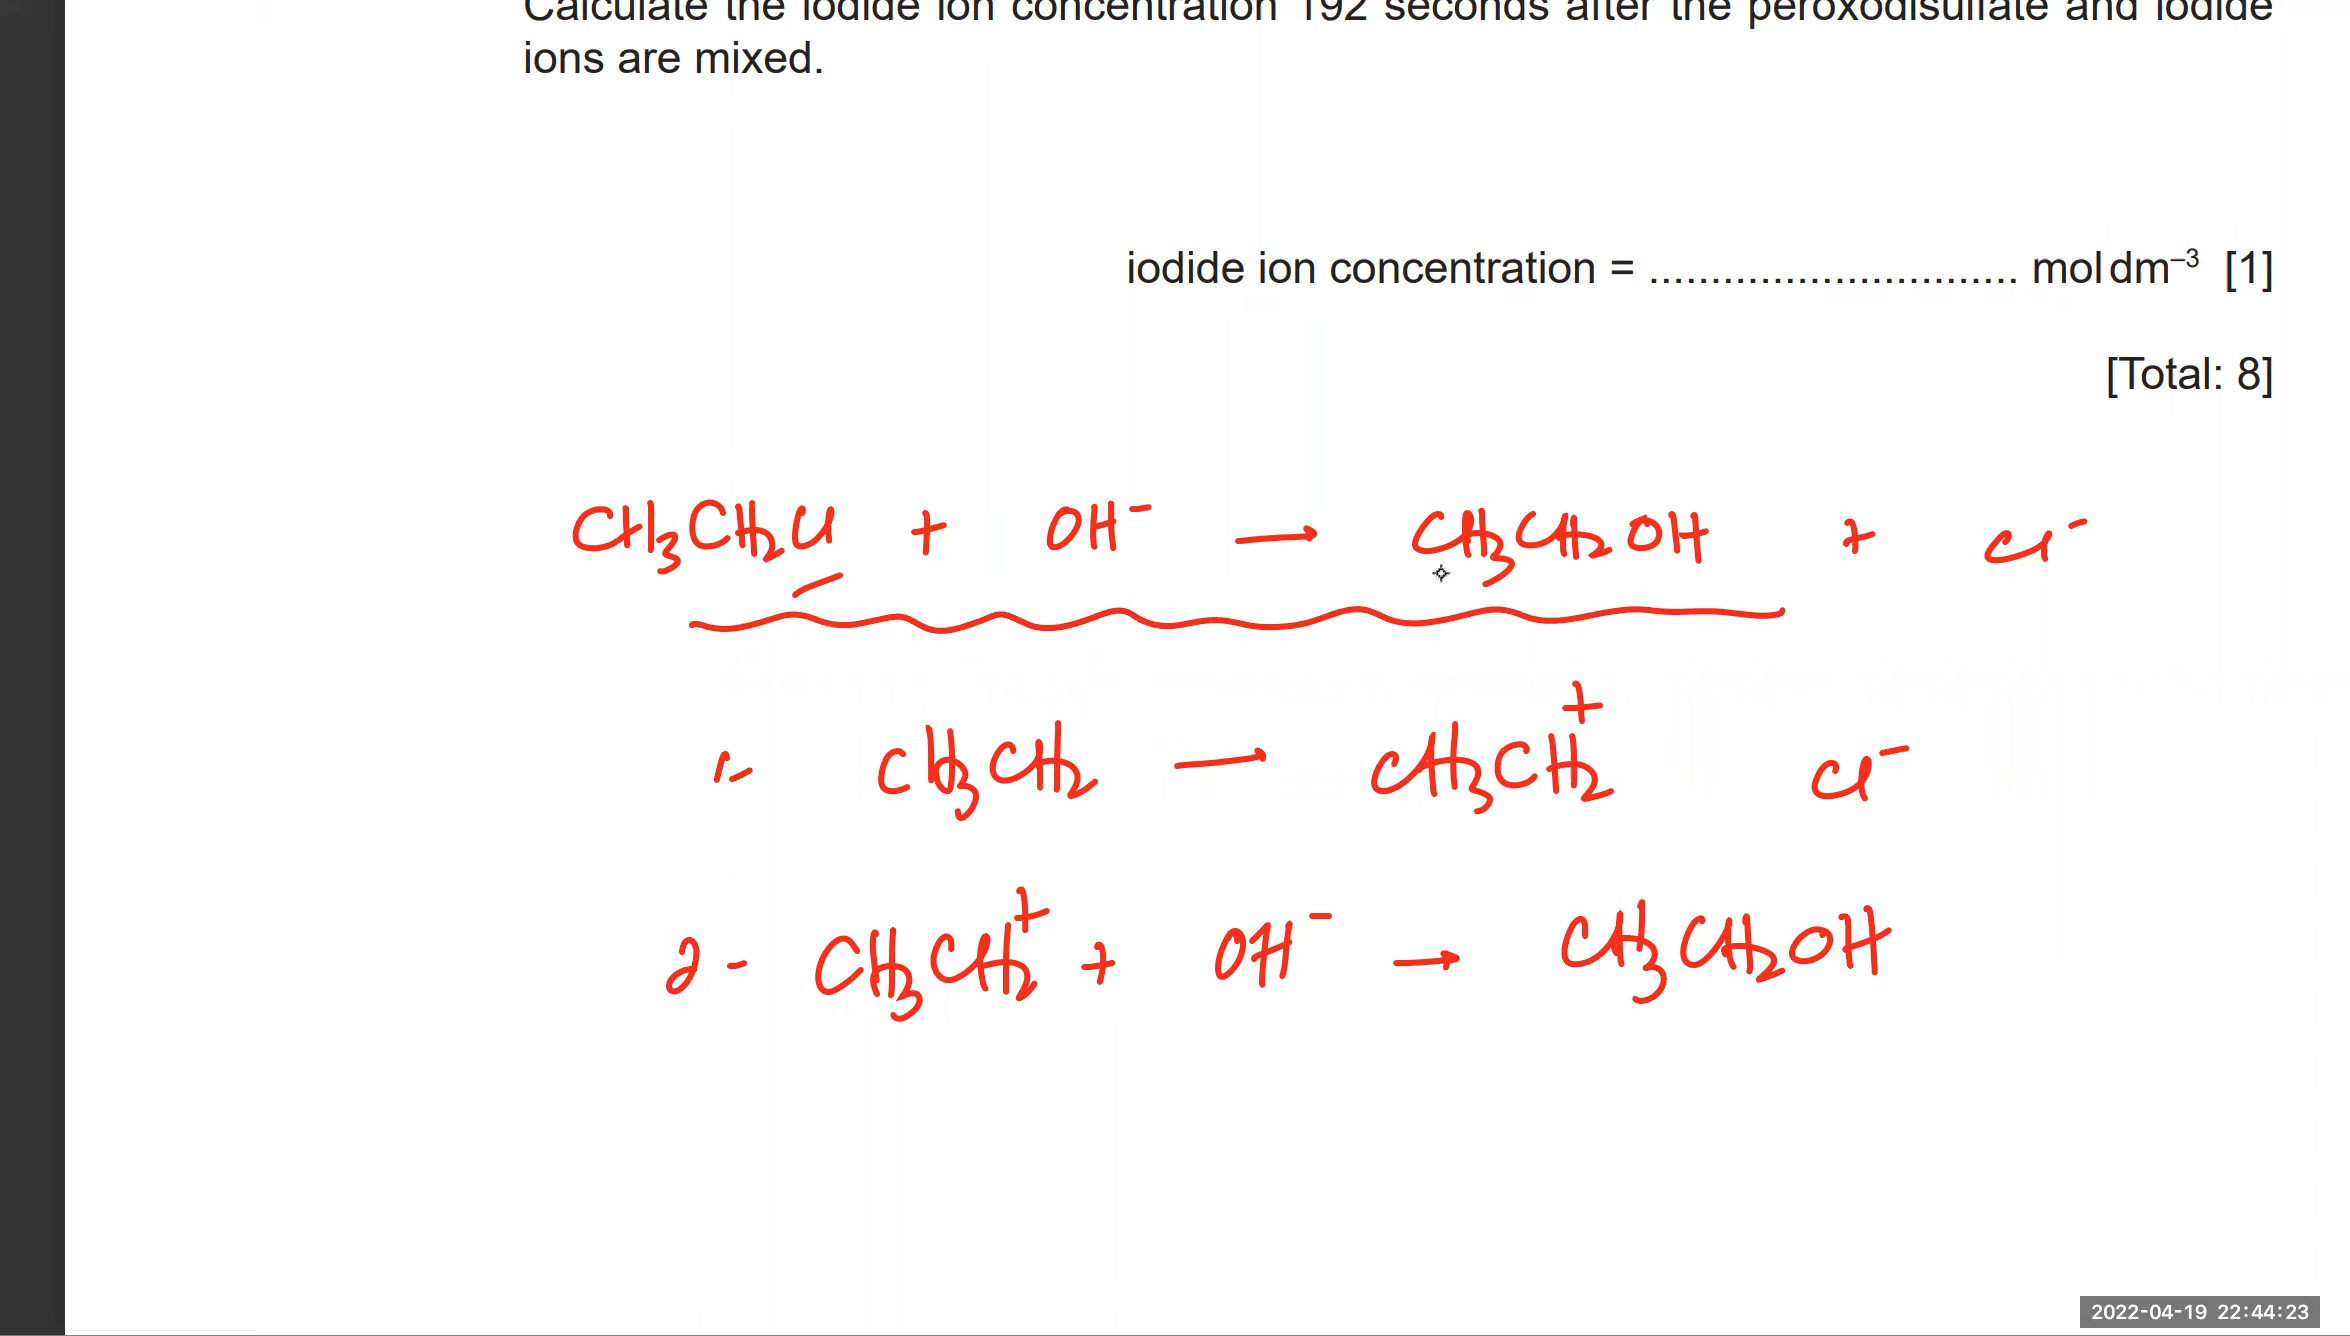 Calculate the iodide ion concentration 192 seconds after the peroxodisulfate and iodide
ions are mixed.
iodide ion concentration = .............................. mol dm⁻³ [1]
[Total: 8]
CH₃CH₂Cl + OH⁻ → CH₃CH₂OH + Cl⁻
1- CH₃CH₂ → CH₃CH₂⁺ Cl⁻
2- CH₃CH₂⁺ + OH⁻ → CH₃CH₂OH
2022-04-19 22:44:23